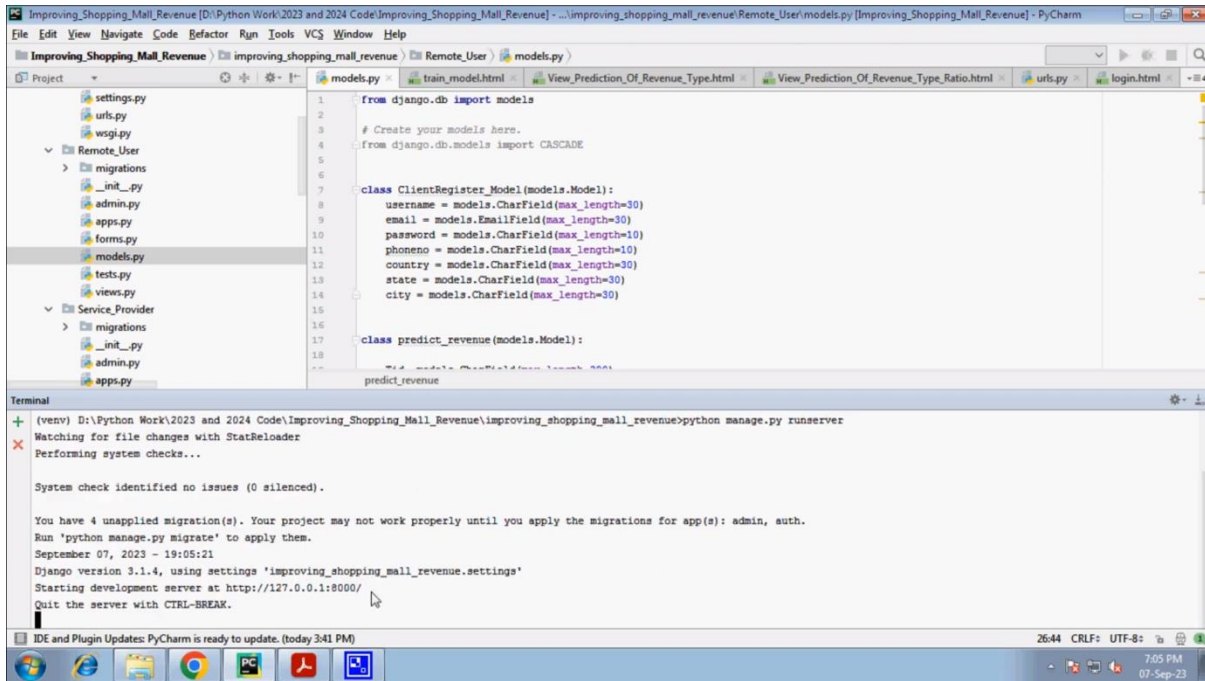 Improving_Shopping_Mall_Revenue [D:\Python Work\2023 and 2024 Code\Improving_Shopping_Mall_Revenue] - ...\improving_shopping_mall_revenue\Remote_User\models.py [Improving_Shopping_Mall_Revenue] - PyCharm
File Edit View Navigate Code Refactor Run Tools VCS Window Help
Improving_Shopping_Mall_Revenue improving_shopping_mall_revenue Remote_User models.py
Project models.py train_model.html View_Prediction_Of_Revenue_Type.html View_Prediction_Of_Revenue_Type_Ratio.html urls.py login.html
settings.py
urls.py
wsgi.py
Remote_User
migrations
__init__.py
admin.py
apps.py
forms.py
models.py
tests.py
views.py
Service_Provider
migrations
__init__.py
admin.py
apps.py
1 from django.db import models
2
3 # Create your models here.
4 from django.db.models import CASCADE
5
6
7 class ClientRegister_Model(models.Model):
8 username = models.CharField(max_length=30)
9 email = models.EmailField(max_length=30)
10 password = models.CharField(max_length=10)
11 phoneno = models.CharField(max_length=10)
12 country = models.CharField(max_length=30)
13 state = models.CharField(max_length=30)
14 city = models.CharField(max_length=30)
15
16
17 class predict_revenue(models.Model):
18
predict_revenue
Terminal
(venv) D:\Python Work\2023 and 2024 Code\Improving_Shopping_Mall_Revenue\improving_shopping_mall_revenue>python manage.py runserver
Watching for file changes with StatReloader
Performing system checks...
System check identified no issues (0 silenced).
You have 4 unapplied migration(s). Your project may not work properly until you apply the migrations for app(s): admin, auth.
Run 'python manage.py migrate' to apply them.
September 07, 2023 - 19:05:21
Django version 3.1.4, using settings 'improving_shopping_mall_revenue.settings'
Starting development server at http://127.0.0.1:8000/
Quit the server with CTRL-BREAK.
IDE and Plugin Updates: PyCharm is ready to update. (today 3:41 PM) 26:44 CRLF UTF-8 1
7:05 PM
07-Sep-23